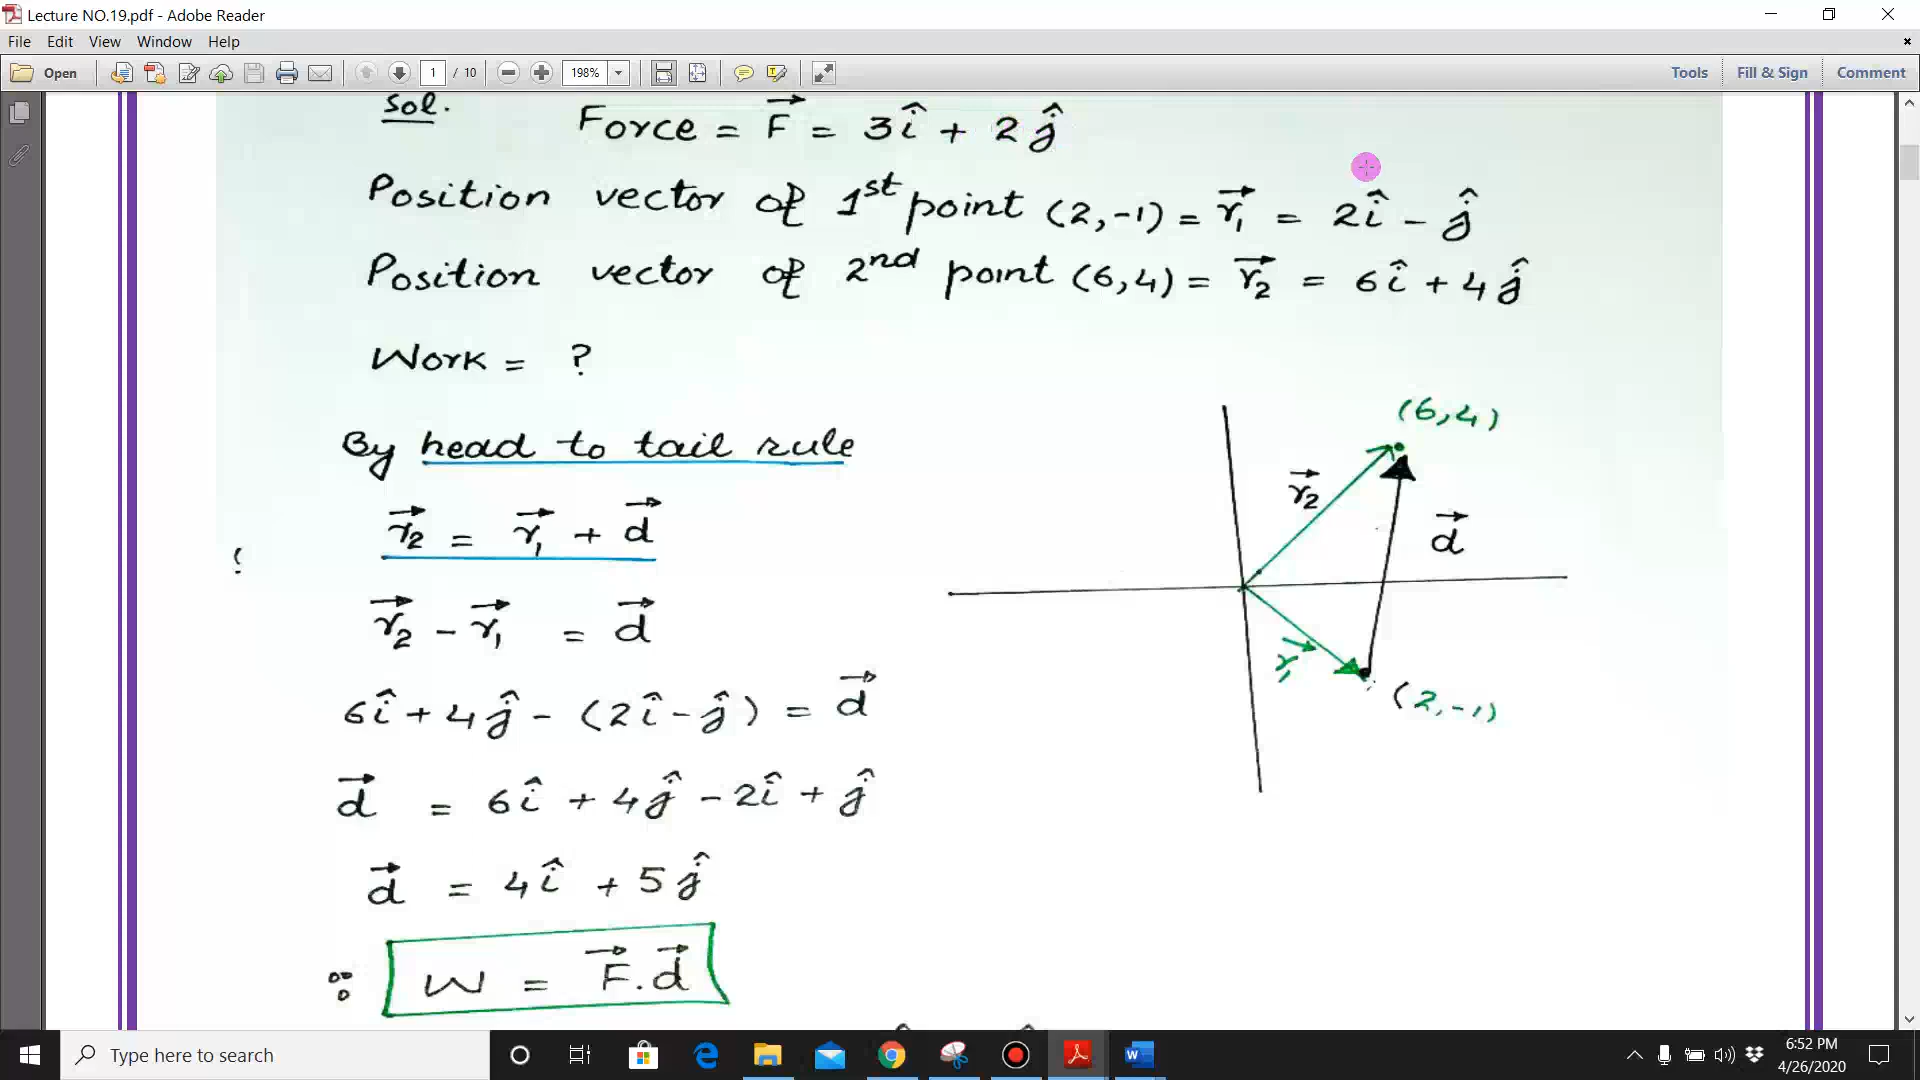 Lecture NO.19.pdf - Adobe Reader
File Edit View Window Help
Open 1 / 10 198% Tools Fill & Sign Comment
Sol.
Force = F⃗ = 3î + 2ĵ
Position vector of 1st point (2,-1) = r⃗₁ = 2î - ĵ
Position vector of 2nd point (6,4) = r⃗₂ = 6î + 4ĵ
Work = ?
By head to tail rule
r⃗₂ = r⃗₁ + d⃗
r⃗₂ - r⃗₁ = d⃗
6î + 4ĵ - (2î - ĵ) = d⃗
d⃗ = 6î + 4ĵ - 2î + ĵ
d⃗ = 4î + 5ĵ
∵ W = F⃗.d⃗
(6,4)
r⃗₂
d⃗
r⃗₁
(2,-1)
Type here to search
6:52 PM
4/26/2020